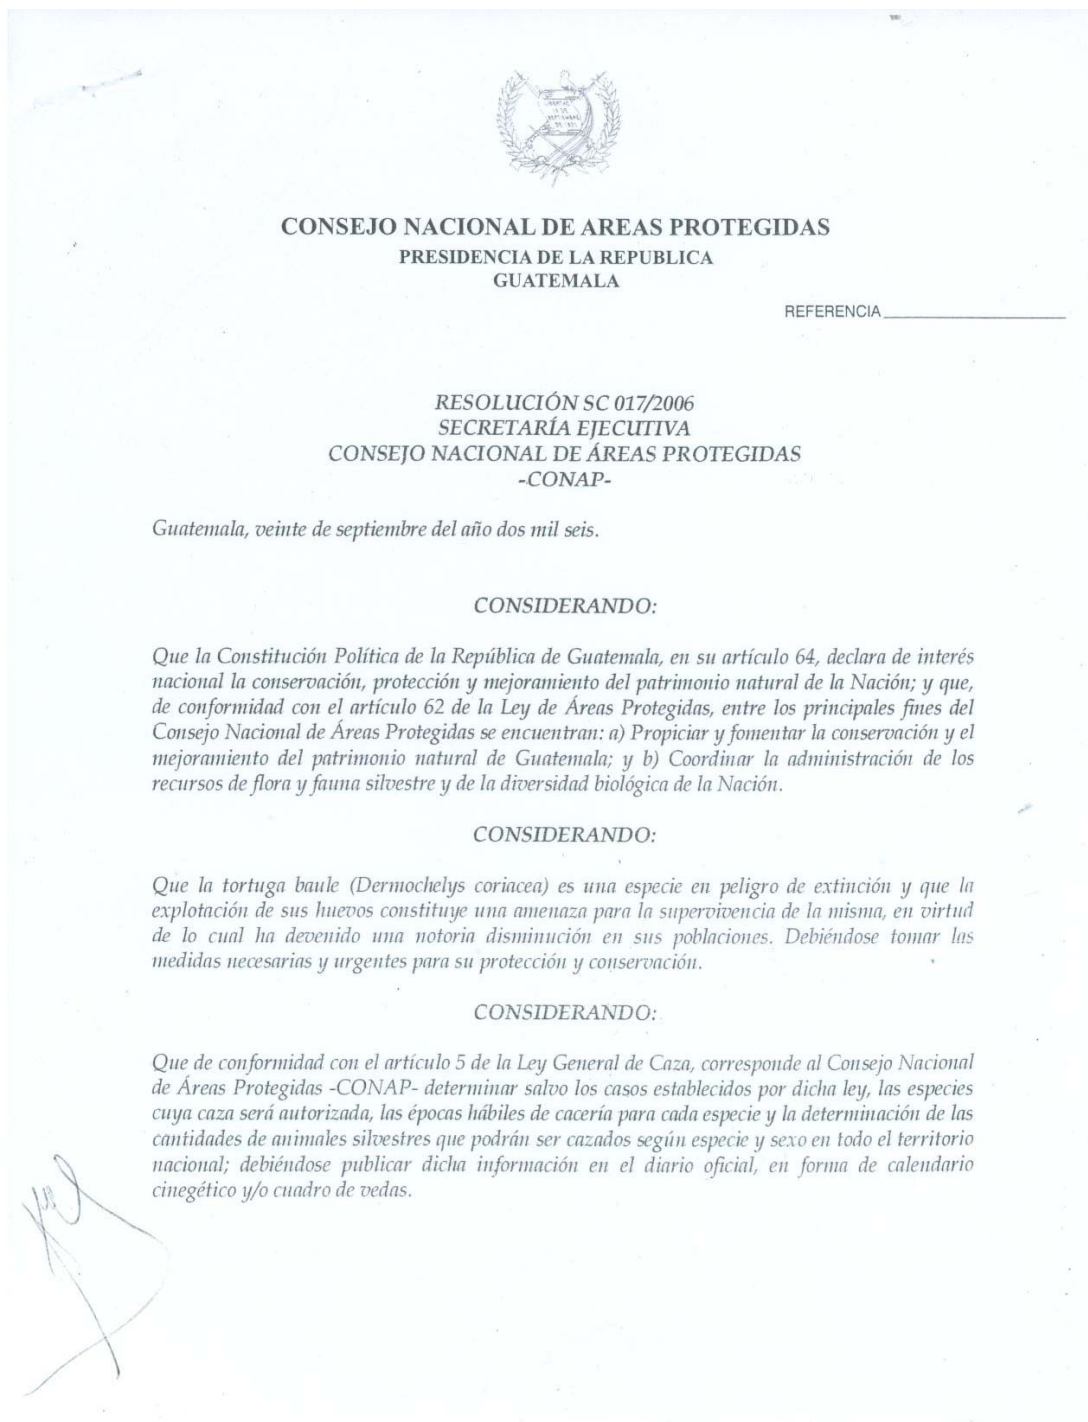 CONSEJO NACIONAL DE AREAS PROTEGIDAS
PRESIDENCIA DE LA REPUBLICA
GUATEMALA
REFERENCIA
RESOLUCIÓN SC 017/2006
SECRETARÍA EJECUTIVA
CONSEJO NACIONAL DE ÁREAS PROTEGIDAS
-CONAP-
Guatemala, veinte de septiembre del año dos mil seis.
CONSIDERANDO:
Que la Constitución Política de la República de Guatemala, en su artículo 64, declara de interés
nacional la conservación, protección y mejoramiento del patrimonio natural de la Nación; y que,
de conformidad con el artículo 62 de la Ley de Áreas Protegidas, entre los principales fines del
Consejo Nacional de Áreas Protegidas se encuentran: a) Propiciar y fomentar la conservación y el
mejoramiento del patrimonio natural de Guatemala; y b) Coordinar la administración de los
recursos de flora y fauna silvestre y de la diversidad biológica de la Nación.
CONSIDERANDO:
Que la tortuga baule (Dermochelys coriacea) es una especie en peligro de extinción y que la
explotación de sus huevos constituye una amenaza para la supervivencia de la misma, en virtud
de lo cual ha devenido una notoria disminución en sus poblaciones. Debiéndose tomar las
medidas necesarias y urgentes para su protección y conservación.
CONSIDERANDO:
Que de conformidad con el artículo 5 de la Ley General de Caza, corresponde al Consejo Nacional
de Áreas Protegidas -CONAP- determinar salvo los casos establecidos por dicha ley, las especies
cuya caza será autorizada, las épocas hábiles de cacería para cada especie y la determinación de las
cantidades de animales silvestres que podrán ser cazados según especie y sexo en todo el territorio
nacional; debiéndose publicar dicha información en el diario oficial, en forma de calendario
cinegético y/o cuadro de vedas.